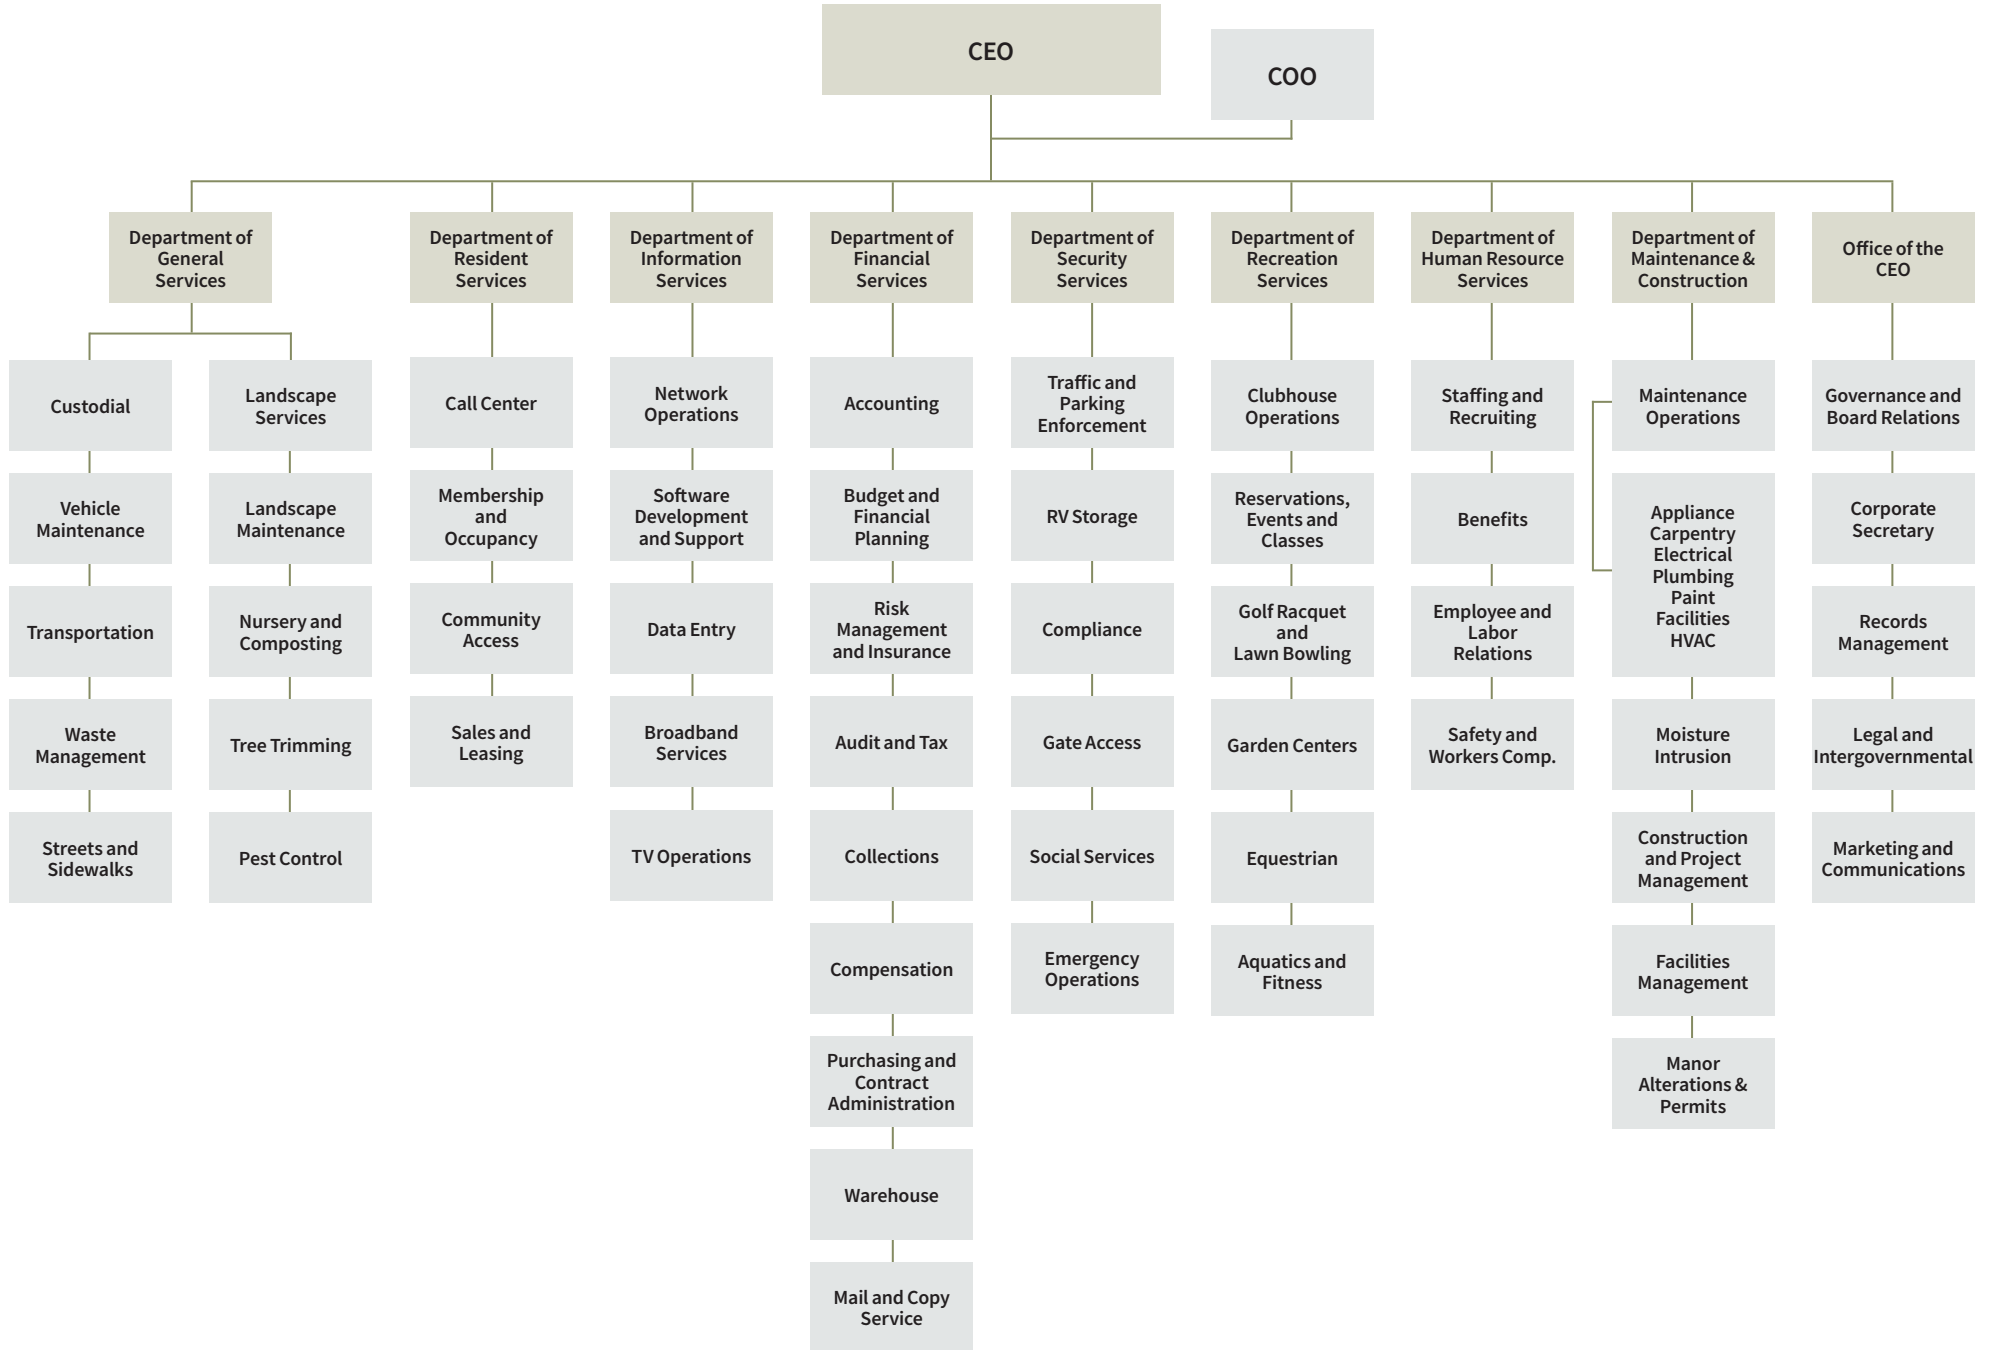 CEO
COO
Department of
General
Services
Department of
Resident
Services
Department of
Information
Services
Department of
Financial
Services
Department of
Security
Services
Department of
Recreation
Services
Department of
Human Resource
Services
Department of
Maintenance &
Construction
Office of the
CEO
Custodial
Vehicle
Maintenance
Transportation
Waste
Management
Streets and
Sidewalks
Landscape
Services
Landscape
Maintenance
Nursery and
Composting
Tree Trimming
Pest Control
Call Center
Membership
and
Occupancy
Community
Access
Sales and
Leasing
Network
Operations
Software
Development
and Support
Data Entry
Broadband
Services
TV Operations
Accounting
Budget and
Financial
Planning
Risk
Management
and Insurance
Audit and Tax
Collections
Compensation
Purchasing and
Contract
Administration
Warehouse
Mail and Copy
Service
Traffic and
Parking
Enforcement
RV Storage
Compliance
Gate Access
Social Services
Emergency
Operations
Clubhouse
Operations
Reservations,
Events and
Classes
Golf Racquet
and
Lawn Bowling
Garden Centers
Equestrian
Aquatics and
Fitness
Staffing and
Recruiting
Benefits
Employee and
Labor
Relations
Safety and
Workers Comp.
Maintenance
Operations
Appliance
Carpentry
Electrical
Plumbing
Paint
Facilities
HVAC
Moisture
Intrusion
Construction
and Project
Management
Facilities
Management
Manor
Alterations &
Permits
Governance and
Board Relations
Corporate
Secretary
Records
Management
Legal and
Intergovernmental
Marketing and
Communications